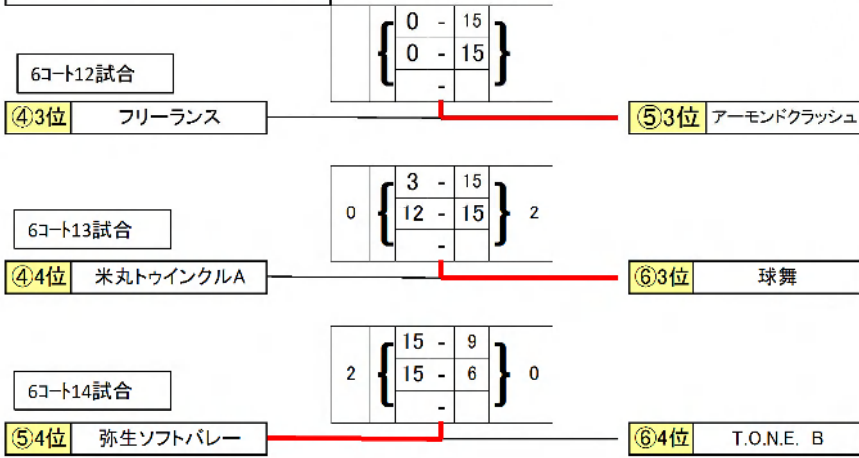 0 - 15
0 - 15
-
6コート12試合
④3位 フリーランス ⑤3位 アーモンドクラッシュ
3 - 15
0 { 12 - 15 } 2
-
6コート13試合
④4位 米丸トゥインクルA ⑥3位 球舞
15 - 9
2 { 15 - 6 } 0
-
6コート14試合
⑤4位 弥生ソフトバレー ⑥4位 T.O.N.E. B